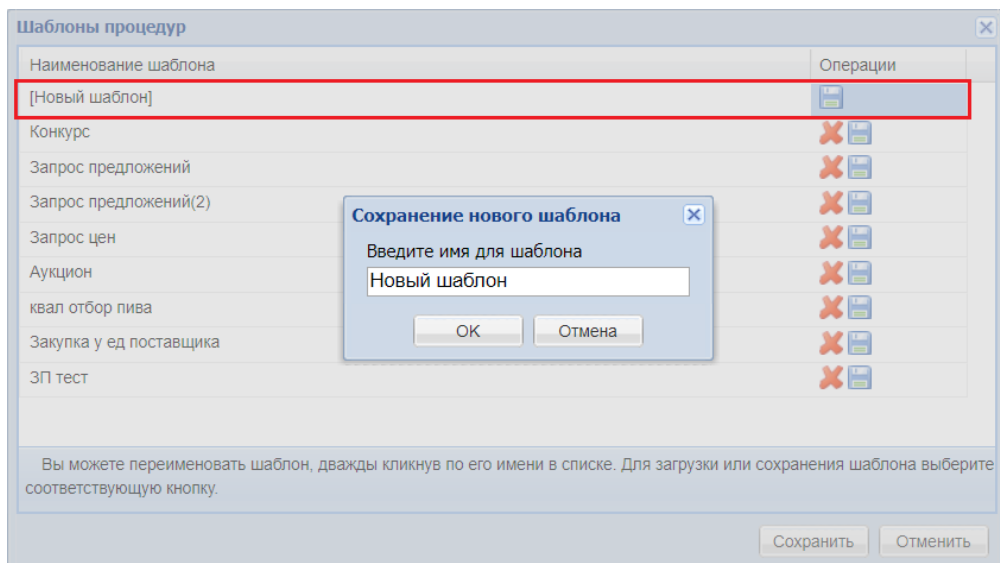 Шаблоны процедур
Наименование шаблона Операции
[Новый шаблон]
Конкурс
Запрос предложений
Запрос предложений(2)
Запрос цен
Аукцион
квал отбор пива
Закупка у ед поставщика
ЗП тест
Сохранение нового шаблона
Введите имя для шаблона
Новый шаблон
OK Отмена
Вы можете переименовать шаблон, дважды кликнув по его имени в списке. Для загрузки или сохранения шаблона выберите
соответствующую кнопку.
Сохранить Отменить